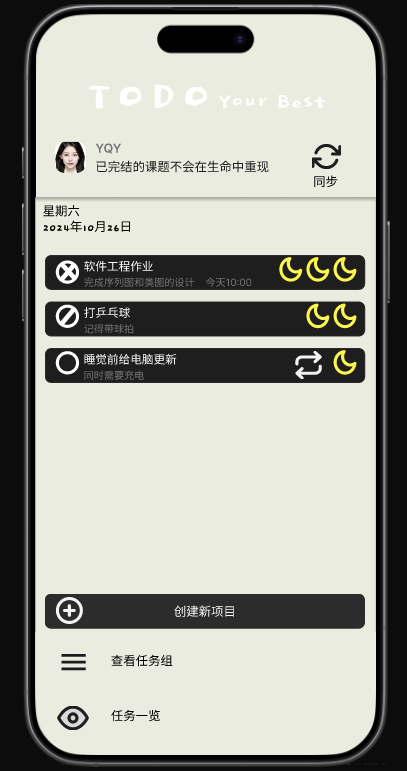 TODO Your Best
YQY
已完结的课题不会在生命中重现
同步
星期六
2024年10月26日
软件工程作业
完成序列图和类图的设计 今天10:00
打乒乓球
记得带球拍
睡觉前给电脑更新
同时需要充电
创建新项目
查看任务组
任务一览